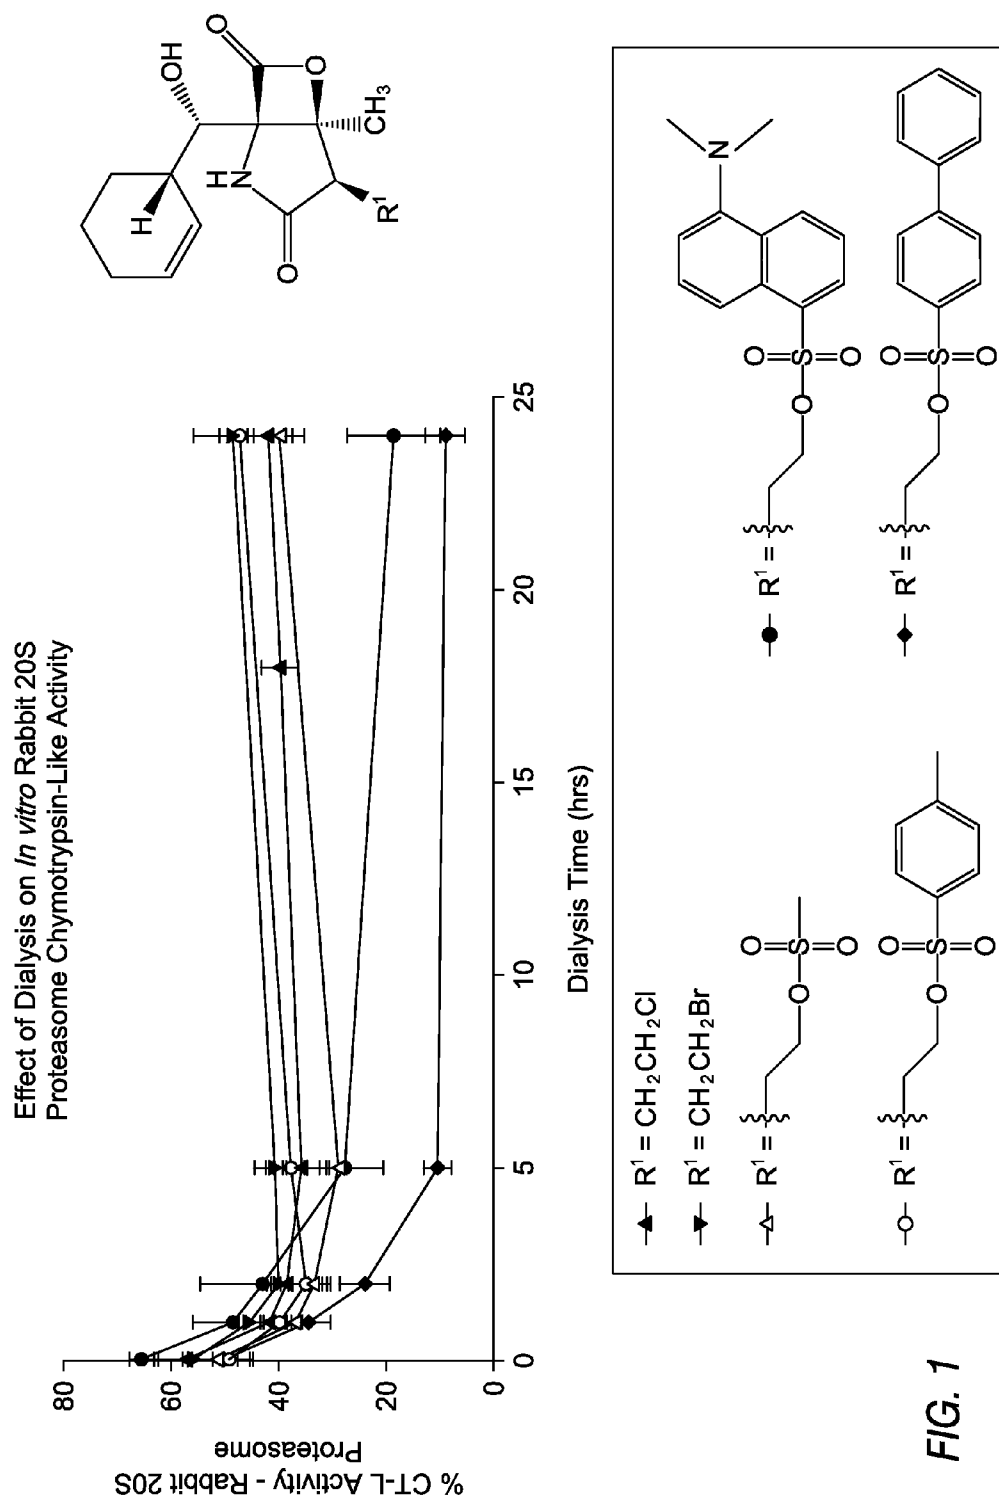 Effect of Dialysis on In vitro Rabbit 20S
Proteasome Chymotrypsin-Like Activity
% CT-L Activity - Rabbit 20S
Proteasome
80
60
40
20
0
0
5
10
15
20
25
Dialysis Time (hrs)
OH
O
O
H
H
N
CH₃
O
R¹
R¹ = CH₂CH₂Cl
R¹ = CH₂CH₂Br
R¹ =
O
O
S
O
R¹ =
O
O
S
O
R¹ =
O
O
S
O
N
R¹ =
O
O
S
O
FIG. 1